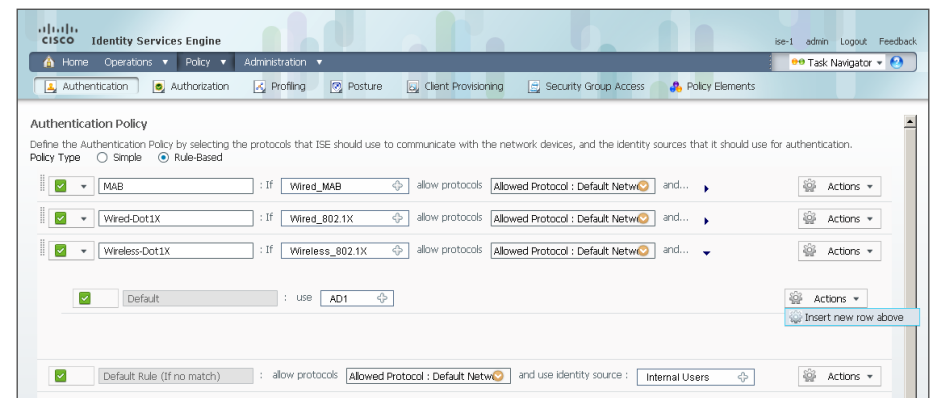 CISCO Identity Services Engine
ise-1 admin Logout Feedback
Home Operations Policy Administration Task Navigator
Authentication Authorization Profiling Posture Client Provisioning Security Group Access Policy Elements
Authentication Policy
Define the Authentication Policy by selecting the protocols that ISE should use to communicate with the network devices, and the identity sources that it should use for authentication.
Policy Type Simple Rule-Based
MAB : If Wired_MAB allow protocols Allowed Protocol : Default Netw and... Actions
Wired-Dot1X : If Wired_802.1X allow protocols Allowed Protocol : Default Netw and... Actions
Wireless-Dot1X : If Wireless_802.1X allow protocols Allowed Protocol : Default Netw and... Actions
Default : use AD1 Actions
Insert new row above
Default Rule (If no match) : allow protocols Allowed Protocol : Default Netw and use identity source : Internal Users Actions